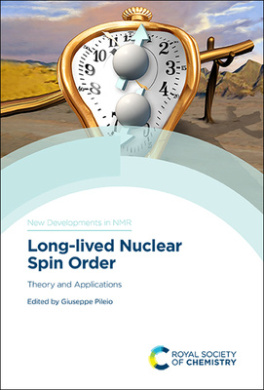 New Developments in NMR
Long-lived Nuclear
Spin Order
Theory and Applications
Edited by Giuseppe Pileio
ROYAL SOCIETY
OF CHEMISTRY